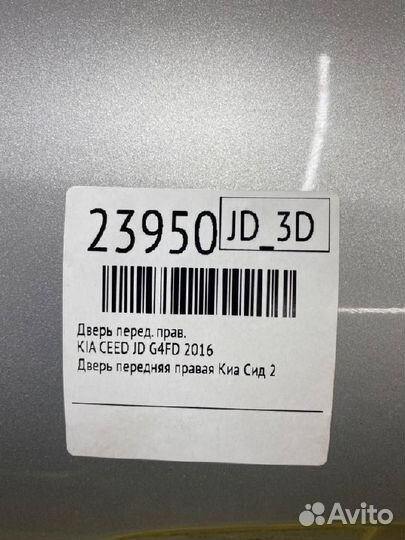 23950 JD_3D
Дверь перед. прав.
KIA CEED JD G4FD 2016
Дверь передняя правая Киа Сид 2
Avito